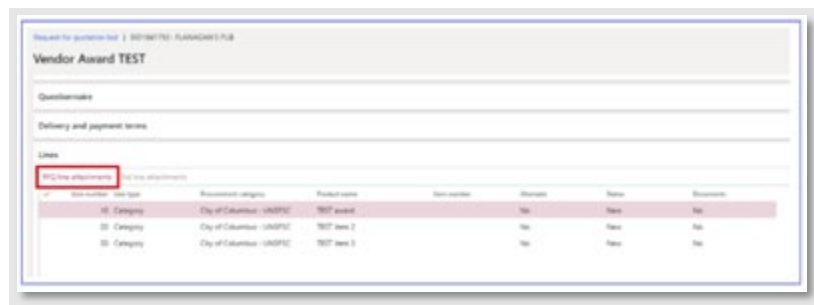 Request for quotation bid | FLANAGAN'S PUB
Vendor Award TEST
Questionnaire
Delivery and payment terms
Lines
RFQ line attachments Bid line attachments
Line number Line type Procurement category Product name Item number Alternate Status Documents
10 Category City of Columbus - UNSPSC TEST award No New No
20 Category City of Columbus - UNSPSC TEST item 2 No New No
30 Category City of Columbus - UNSPSC TEST item 3 No New No